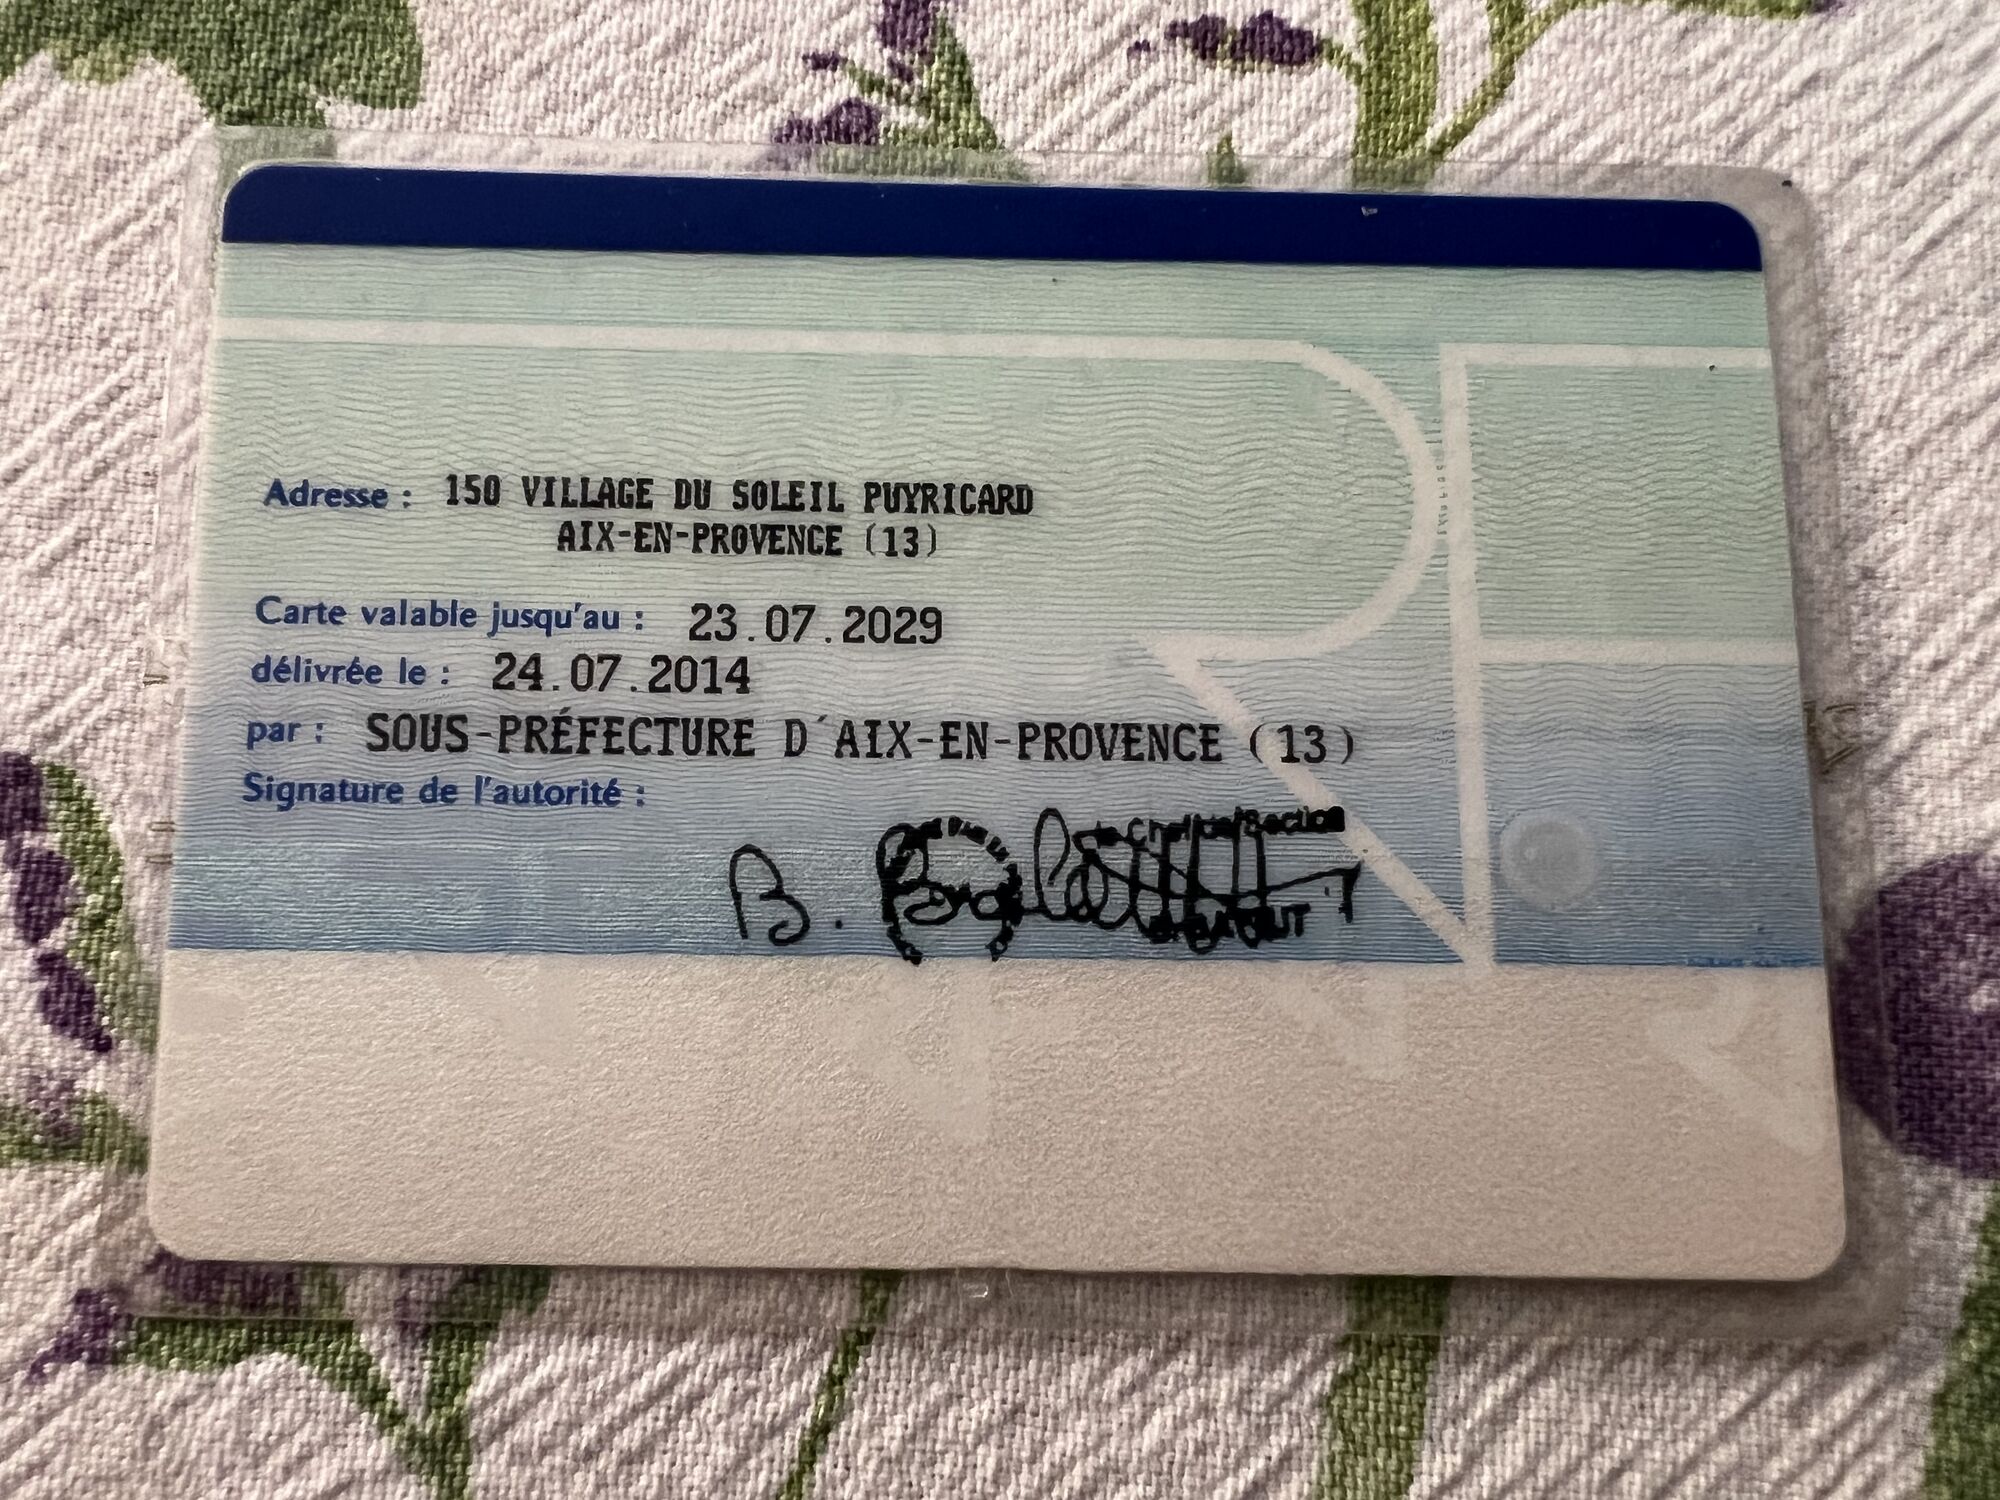 Adresse : 150 VILLAGE DU SOLEIL PUYRICARD
AIX-EN-PROVENCE (13)
Carte valable jusqu'au : 23.07.2029
délivrée le : 24.07.2014
par : SOUS-PRÉFECTURE D´AIX-EN-PROVENCE (13)
Signature de l'autorité :
B.
Section